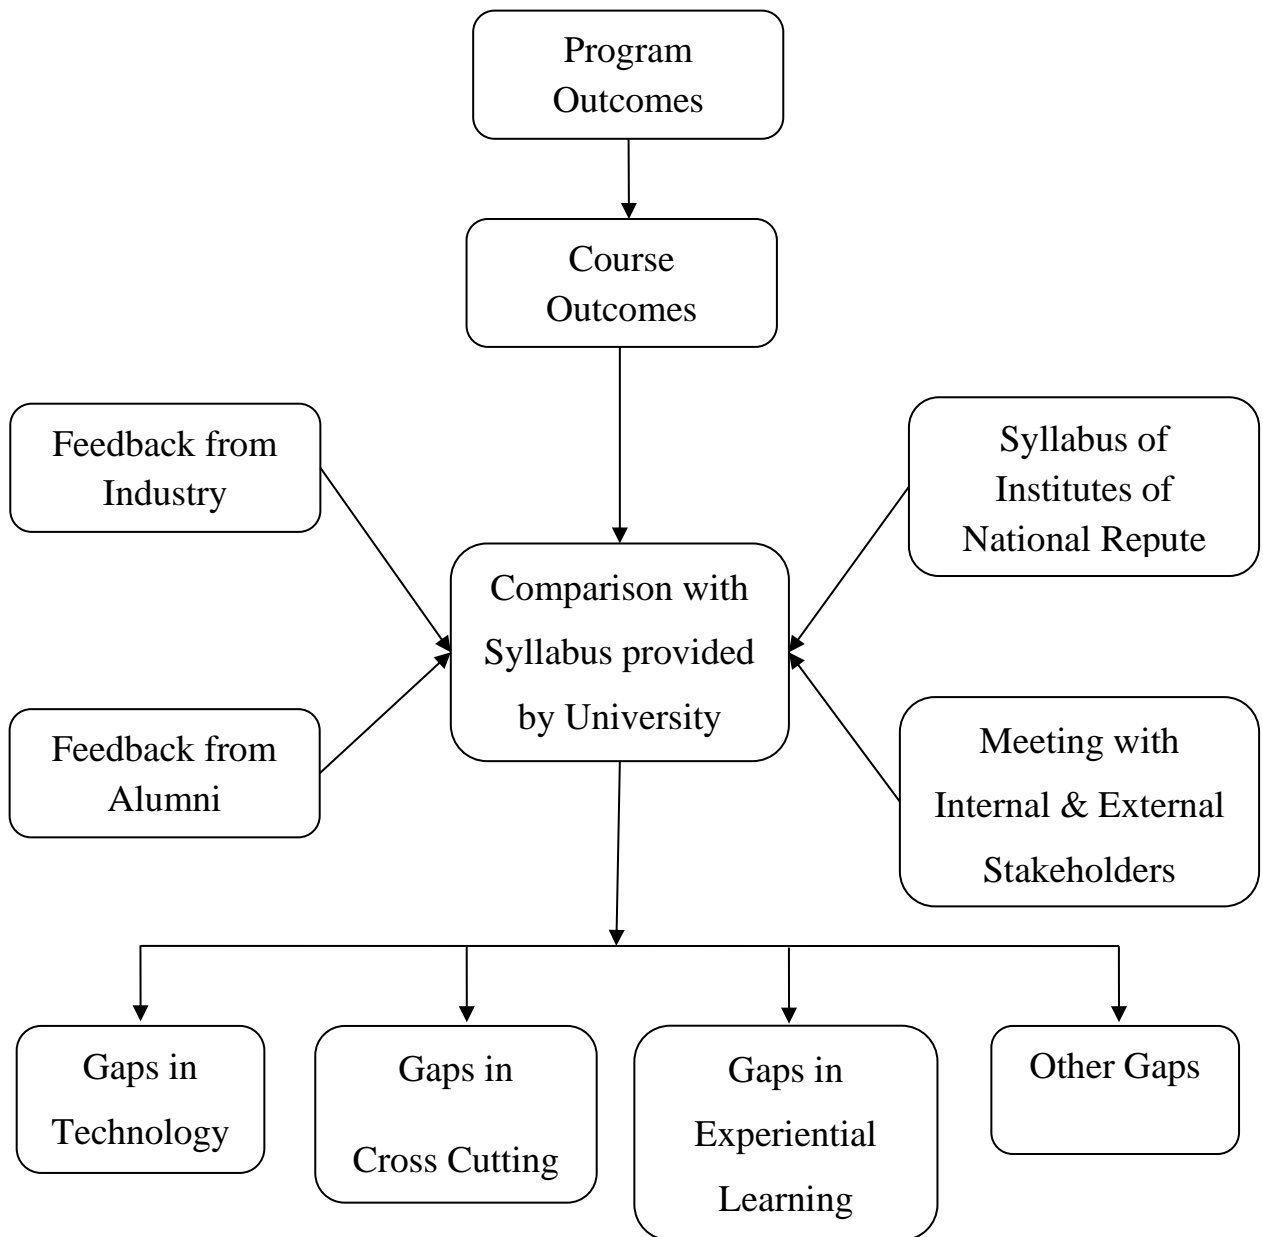 Program
Outcomes
Course
Outcomes
Feedback from
Industry
Syllabus of
Institutes of
National Repute
Comparison with
Syllabus provided
by University
Feedback from
Alumni
Meeting with
Internal & External
Stakeholders
Gaps in
Technology
Gaps in
Cross Cutting
Gaps in
Experiential
Learning
Other Gaps